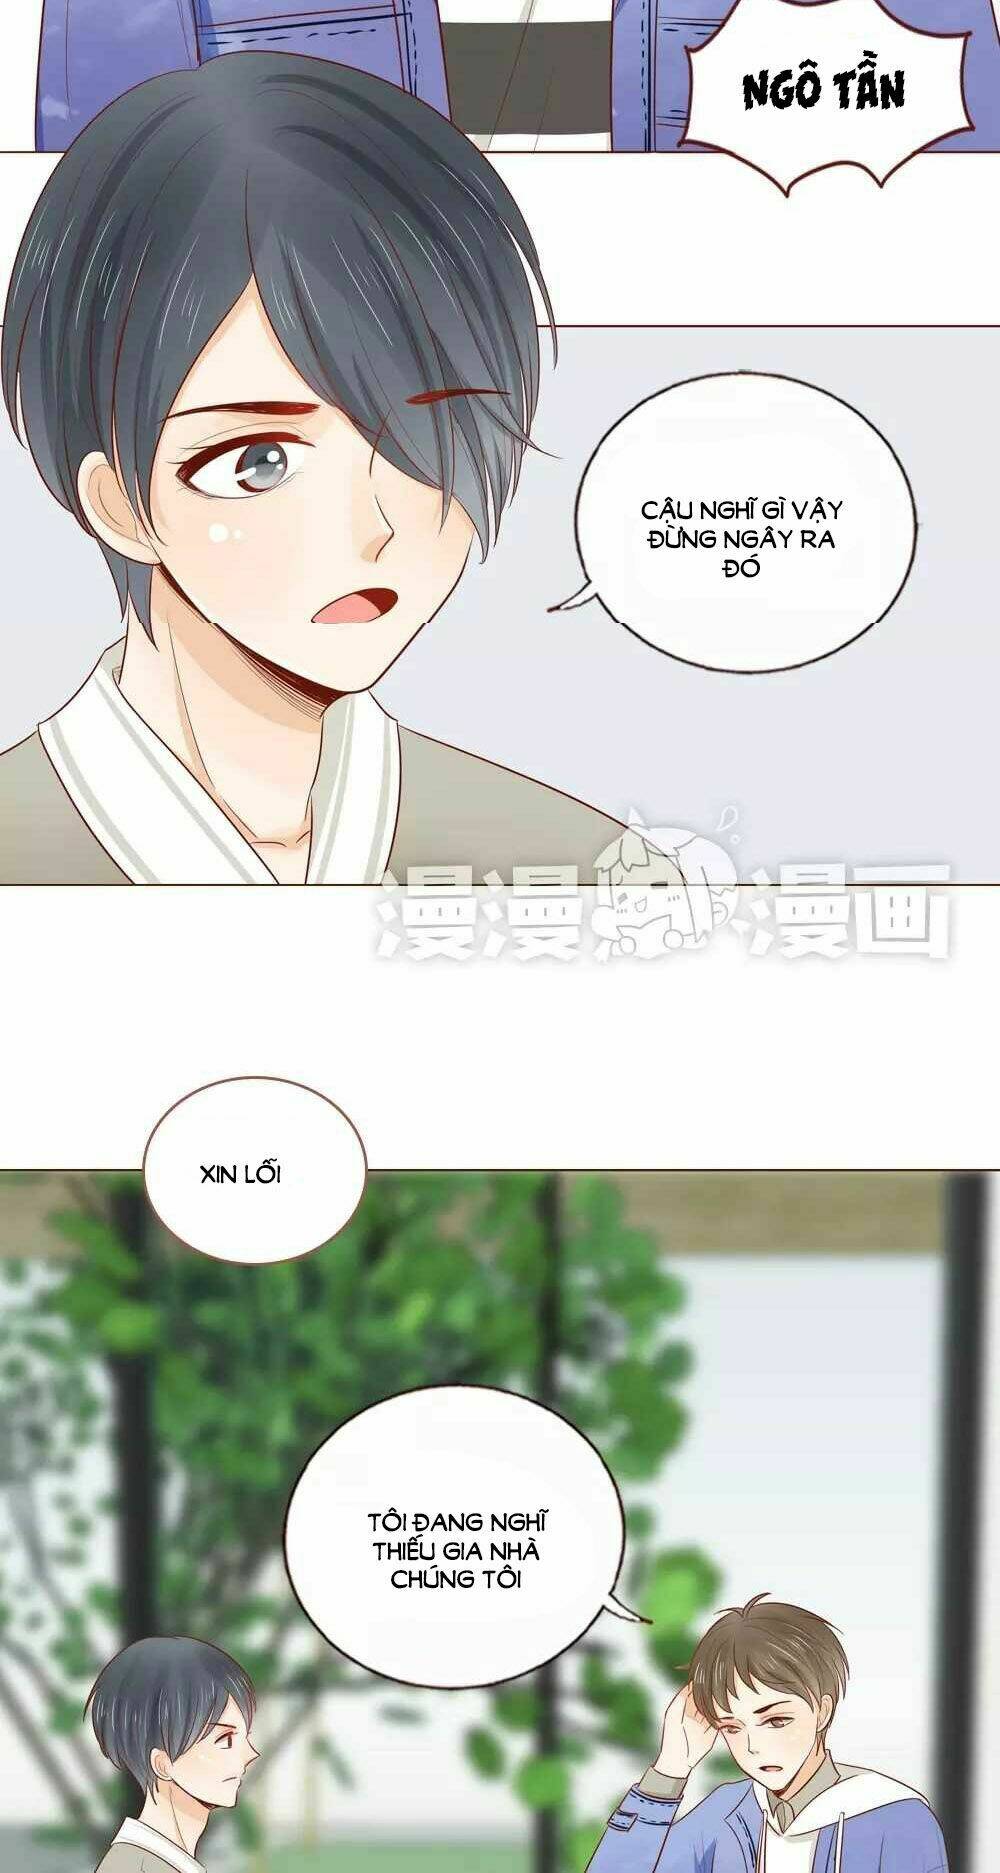 NGÔ TẦN
CẬU NGHĨ GÌ VẬY
ĐỪNG NGÂY RA
ĐÓ
漫漫漫画
XIN LỖI
TÔI ĐANG NGHĨ
THIẾU GIA NHÀ
CHÚNG TÔI